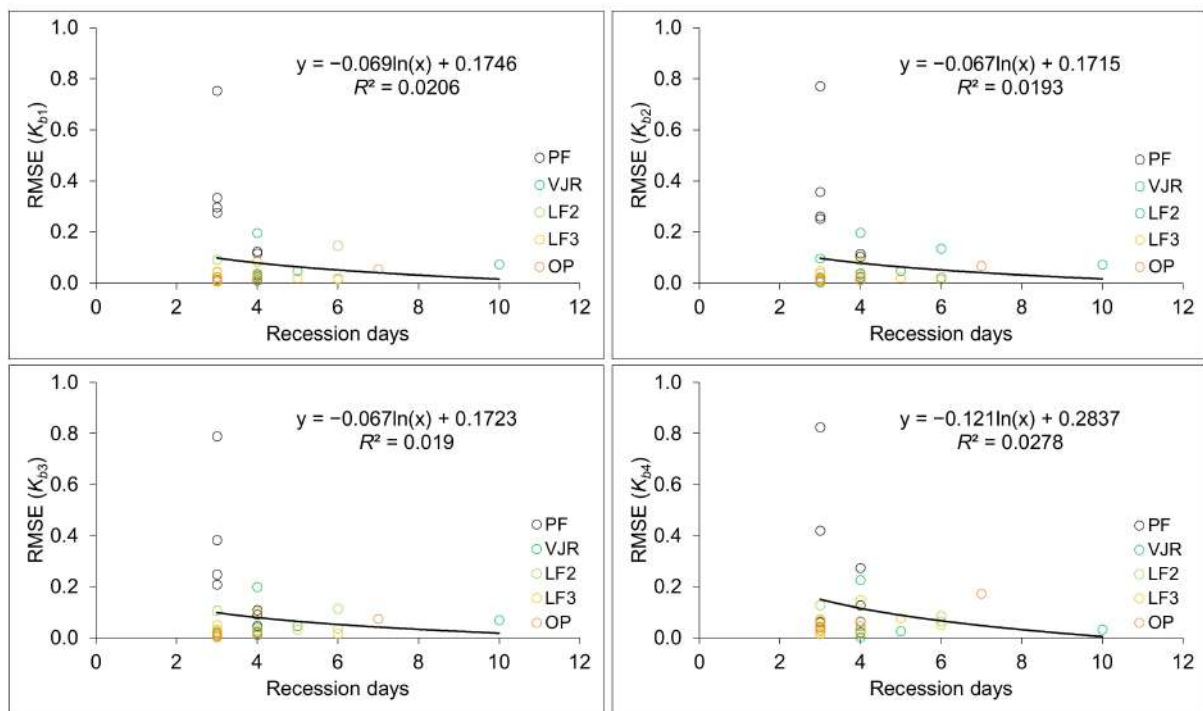 1.0
0.8
0.6
0.4
0.2
0.0
RMSE (K_b1)
y = −0.069ln(x) + 0.1746
R² = 0.0206
PF
VJR
LF2
LF3
OP
0 2 4 6 8 10 12
Recession days
1.0
0.8
0.6
0.4
0.2
0.0
RMSE (K_b2)
y = −0.067ln(x) + 0.1715
R² = 0.0193
PF
VJR
LF2
LF3
OP
0 2 4 6 8 10 12
Recession days
1.0
0.8
0.6
0.4
0.2
0.0
RMSE (K_b3)
y = −0.067ln(x) + 0.1723
R² = 0.019
PF
VJR
LF2
LF3
OP
0 2 4 6 8 10 12
Recession days
1.0
0.8
0.6
0.4
0.2
0.0
RMSE (K_b4)
y = −0.121ln(x) + 0.2837
R² = 0.0278
PF
VJR
LF2
LF3
OP
0 2 4 6 8 10 12
Recession days